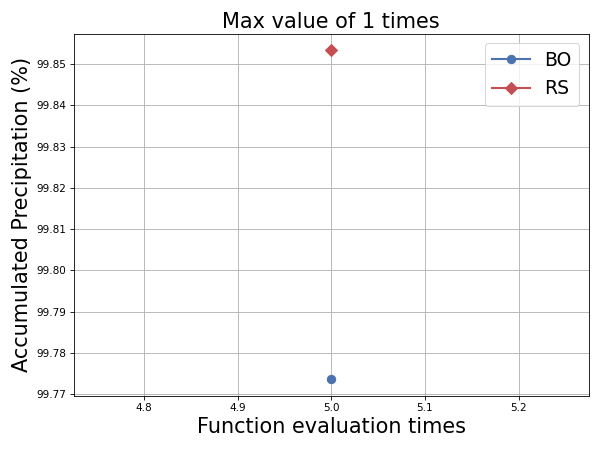 Max value of 1 times
BO
RS
Accumulated Precipitation (%)
99.85
99.84
99.83
99.82
99.81
99.80
99.79
99.78
99.77
4.8 4.9 5.0 5.1 5.2
Function evaluation times